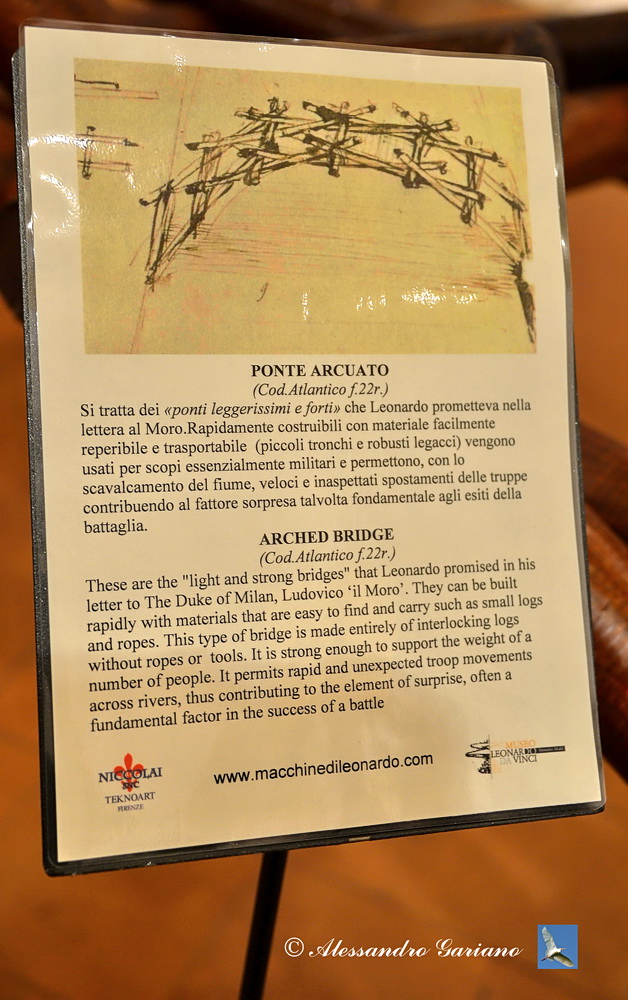 PONTE ARCUATO
(Cod.Atlantico f.22r.)
Si tratta dei «ponti leggerissimi e forti» che Leonardo prometteva nella
lettera al Moro.Rapidamente costruibili con materiale facilmente
reperibile e trasportabile (piccoli tronchi e robusti legacci) vengono
usati per scopi essenzialmente militari e permettono, con lo
scavalcamento del fiume, veloci e inaspettati spostamenti delle truppe
contribuendo al fattore sorpresa talvolta fondamentale agli esiti della
battaglia.
ARCHED BRIDGE
(Cod.Atlantico f.22r.)
These are the "light and strong bridges" that Leonardo promised in his
letter to The Duke of Milan, Ludovico ‘il Moro’. They can be built
rapidly with materials that are easy to find and carry such as small logs
and ropes. This type of bridge is made entirely of interlocking logs
without ropes or tools. It is strong enough to support the weight of a
number of people. It permits rapid and unexpected troop movements
across rivers, thus contributing to the element of surprise, often a
fundamental factor in the success of a battle
NICCOLAI
snc
TEKNOART
FIRENZE
www.macchinedileonardo.com
MUSEO
LEONARDO
DA VINCI
© Alessandro Gariano